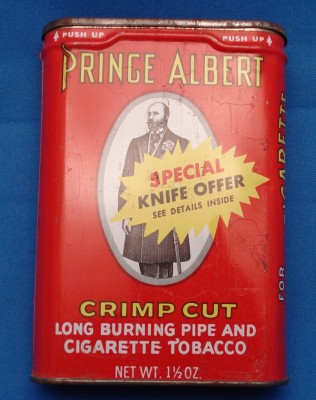 PUSH UP PUSH UP
PRINCE ALBERT
SPECIAL
KNIFE OFFER
SEE DETAILS INSIDE
CRIMP CUT
LONG BURNING PIPE AND
CIGARETTE TOBACCO
NET WT. 1½ OZ.
FOR